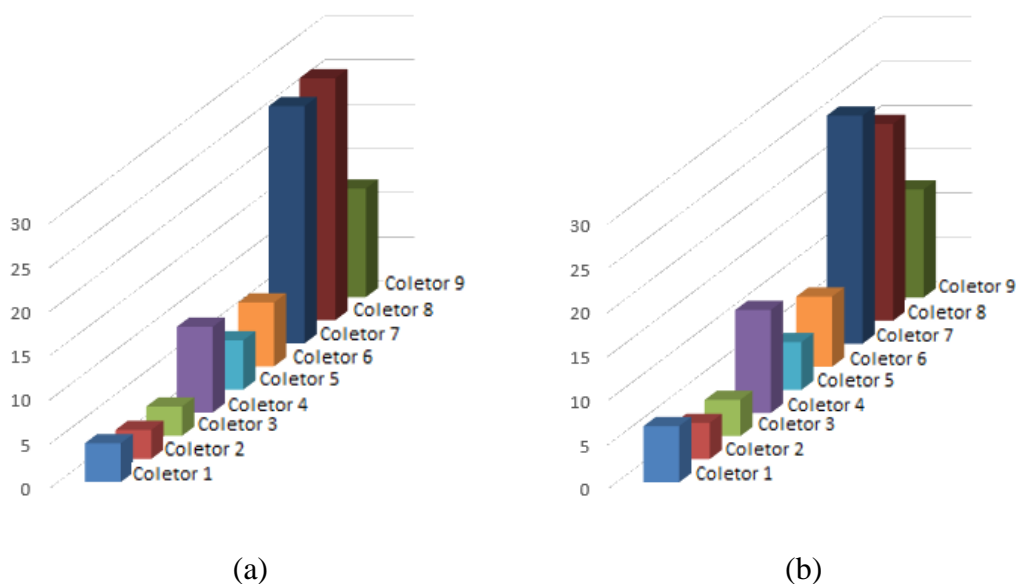 30
25
20
15
10
5
0
Coletor 9
Coletor 8
Coletor 7
Coletor 6
Coletor 5
Coletor 4
Coletor 3
Coletor 2
Coletor 1
(a)
30
25
20
15
10
5
0
Coletor 9
Coletor 8
Coletor 7
Coletor 6
Coletor 5
Coletor 4
Coletor 3
Coletor 2
Coletor 1
(b)